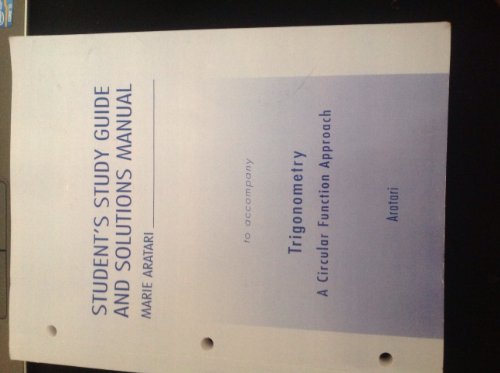 STUDENT'S STUDY GUIDE
AND SOLUTIONS MANUAL
MARIE ARATARI
to accompany
Trigonometry
A Circular Function Approach
Aratari